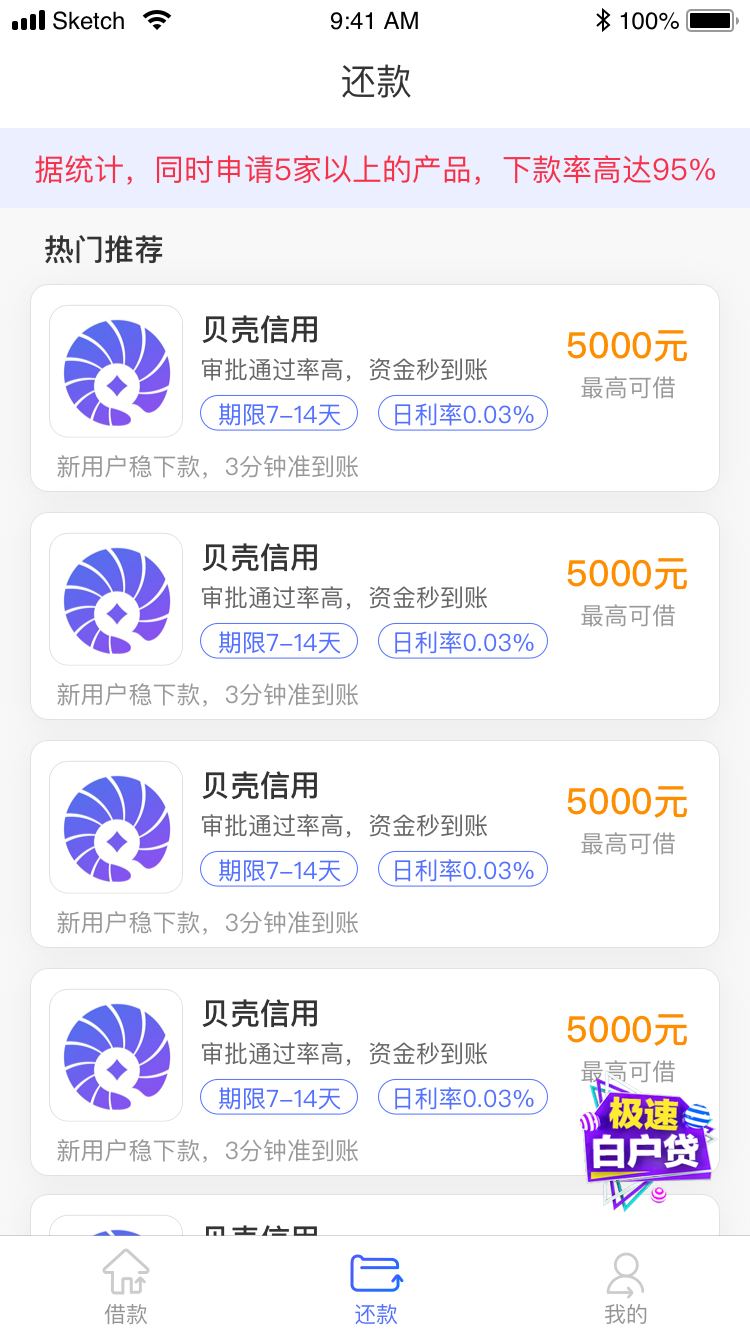 Sketch 9:41 AM 100%
还款
据统计，同时申请5家以上的产品，下款率高达95%
热门推荐
贝壳信用
审批通过率高，资金秒到账
期限7-14天 日利率0.03%
5000元
最高可借
新用户稳下款，3分钟准到账
贝壳信用
审批通过率高，资金秒到账
期限7-14天 日利率0.03%
5000元
最高可借
新用户稳下款，3分钟准到账
贝壳信用
审批通过率高，资金秒到账
期限7-14天 日利率0.03%
5000元
最高可借
新用户稳下款，3分钟准到账
贝壳信用
审批通过率高，资金秒到账
期限7-14天 日利率0.03%
5000元
最高可借
新用户稳下款，3分钟准到账
极速
白户贷
贝壳信用
借款 还款 我的